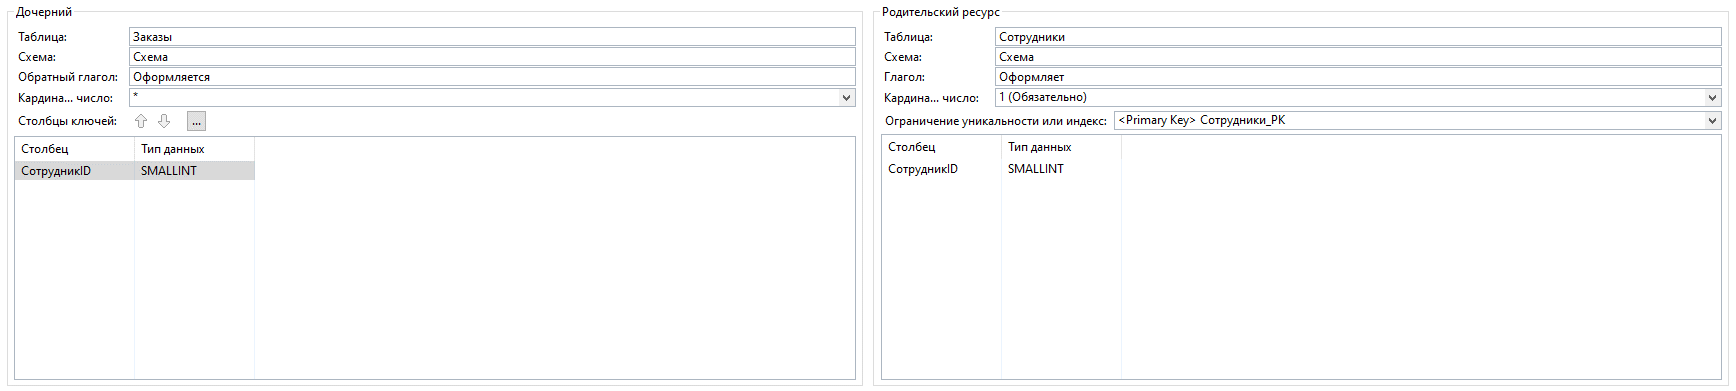 Дочерний
Таблица: Заказы
Схема: Схема
Обратный глагол: Оформляется
Кардина... число: *
Столбцы ключей: ...
Столбец Тип данных
СотрудникID SMALLINT
Родительский ресурс
Таблица: Сотрудники
Схема: Схема
Глагол: Оформляет
Кардина... число: 1 (Обязательно)
Ограничение уникальности или индекс: <Primary Key> Сотрудники_PK
Столбец Тип данных
СотрудникID SMALLINT